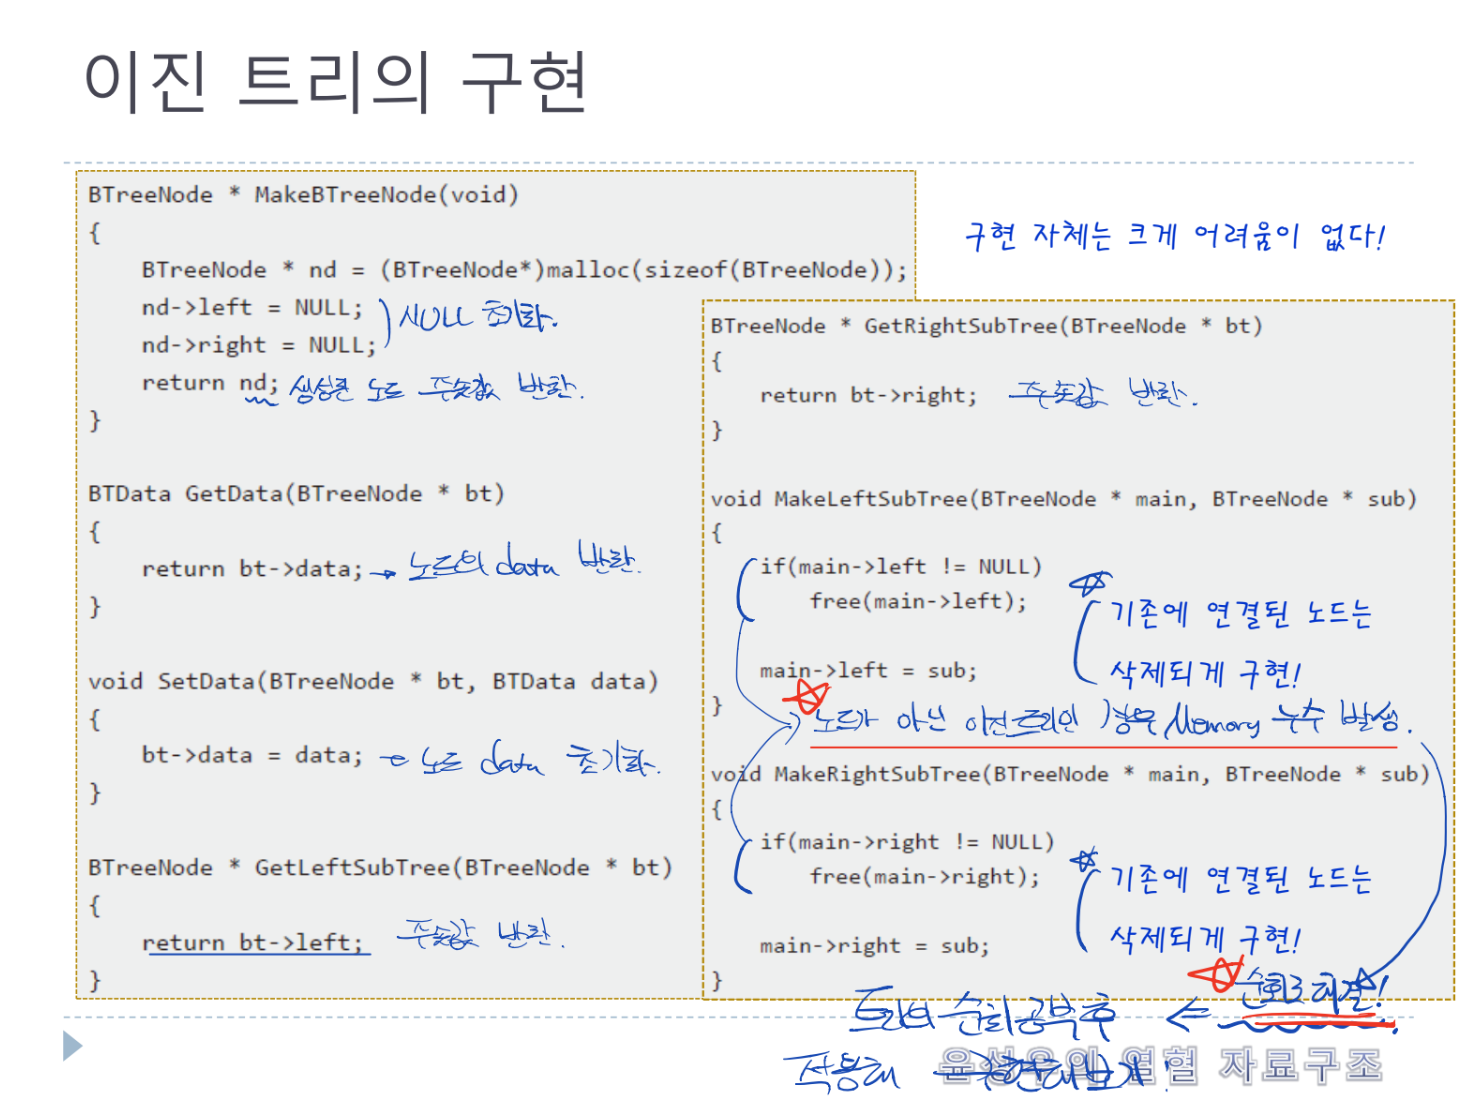 이진 트리의 구현
구현 자체는 크게 어려움이 없다!
BTreeNode * MakeBTreeNode(void)
{
BTreeNode * nd = (BTreeNode*)malloc(sizeof(BTreeNode));
nd->left = NULL;
nd->right = NULL;
NULL 초기화.
return nd; 생성된 노드 주솟값 반환.
}
BTData GetData(BTreeNode * bt)
{
return bt->data; → 노드의 data 반환.
}
void SetData(BTreeNode * bt, BTData data)
{
bt->data = data; → 노드 data 초기화.
}
BTreeNode * GetLeftSubTree(BTreeNode * bt)
{
return bt->left; 주솟값 반환.
}
BTreeNode * GetRightSubTree(BTreeNode * bt)
{
return bt->right; 주솟값 반환.
}
void MakeLeftSubTree(BTreeNode * main, BTreeNode * sub)
{
if(main->left != NULL)
free(main->left);
기존에 연결된 노드는
삭제되게 구현!
main->left = sub;
}
노드가 아닌 이진트리인 경우 Memory 누수 발생.
void MakeRightSubTree(BTreeNode * main, BTreeNode * sub)
{
if(main->right != NULL)
free(main->right);
기존에 연결된 노드는
삭제되게 구현!
main->right = sub;
}
순회로 해결!
트리의 순회 공부 후 ⇐
적용해 구현해보기!
윤성우의 열혈 자료구조